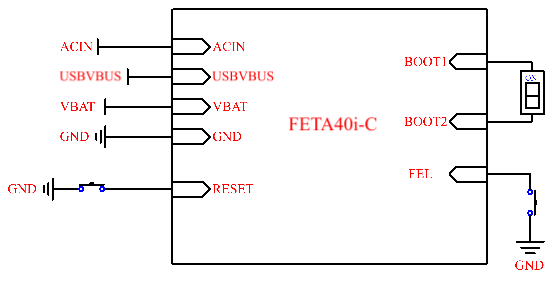 ACIN ACIN
USBVBUS USBVBUS
VBAT VBAT
GND GND
GND RESET
FETA40i-C
BOOT1
ON
BOOT2
FEL
GND